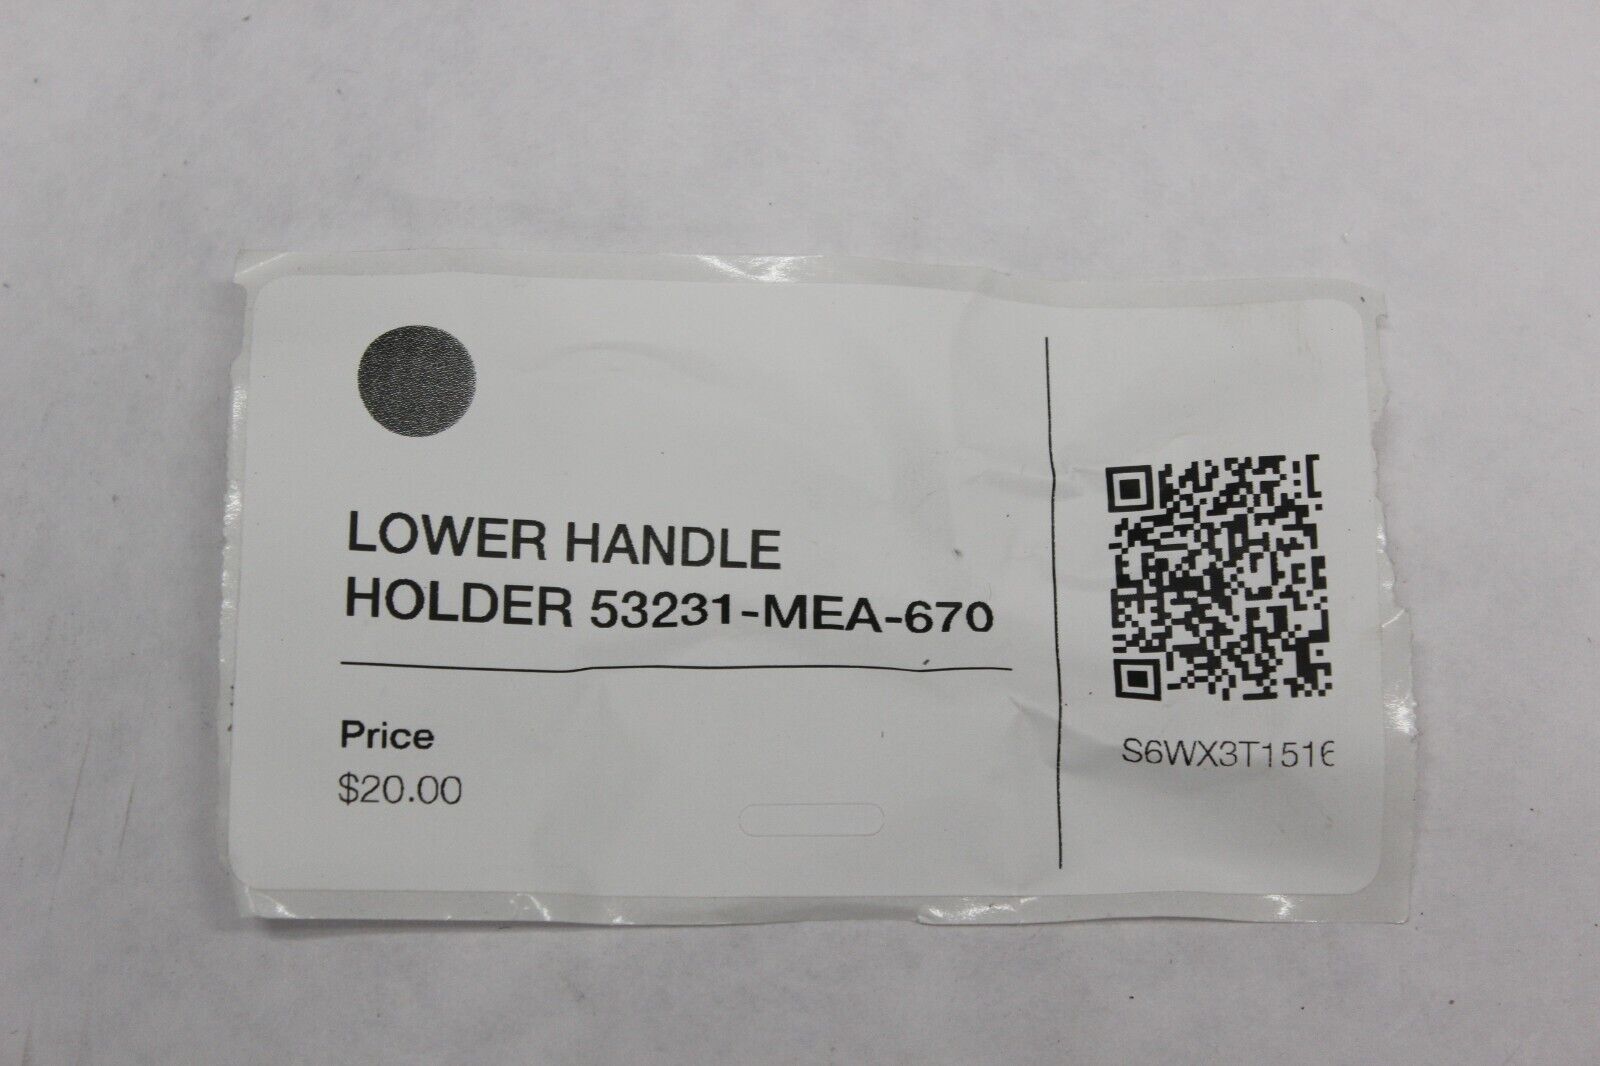 LOWER HANDLE
HOLDER 53231-MEA-670
Price
$20.00
S6WX3T1516